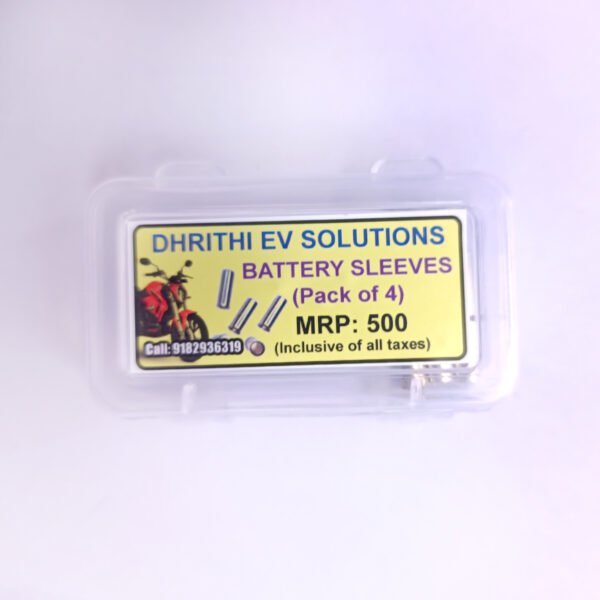 DHRITHI EV SOLUTIONS
BATTERY SLEEVES
(Pack of 4)
MRP: 500
(Inclusive of all taxes)
Call: 9182936319